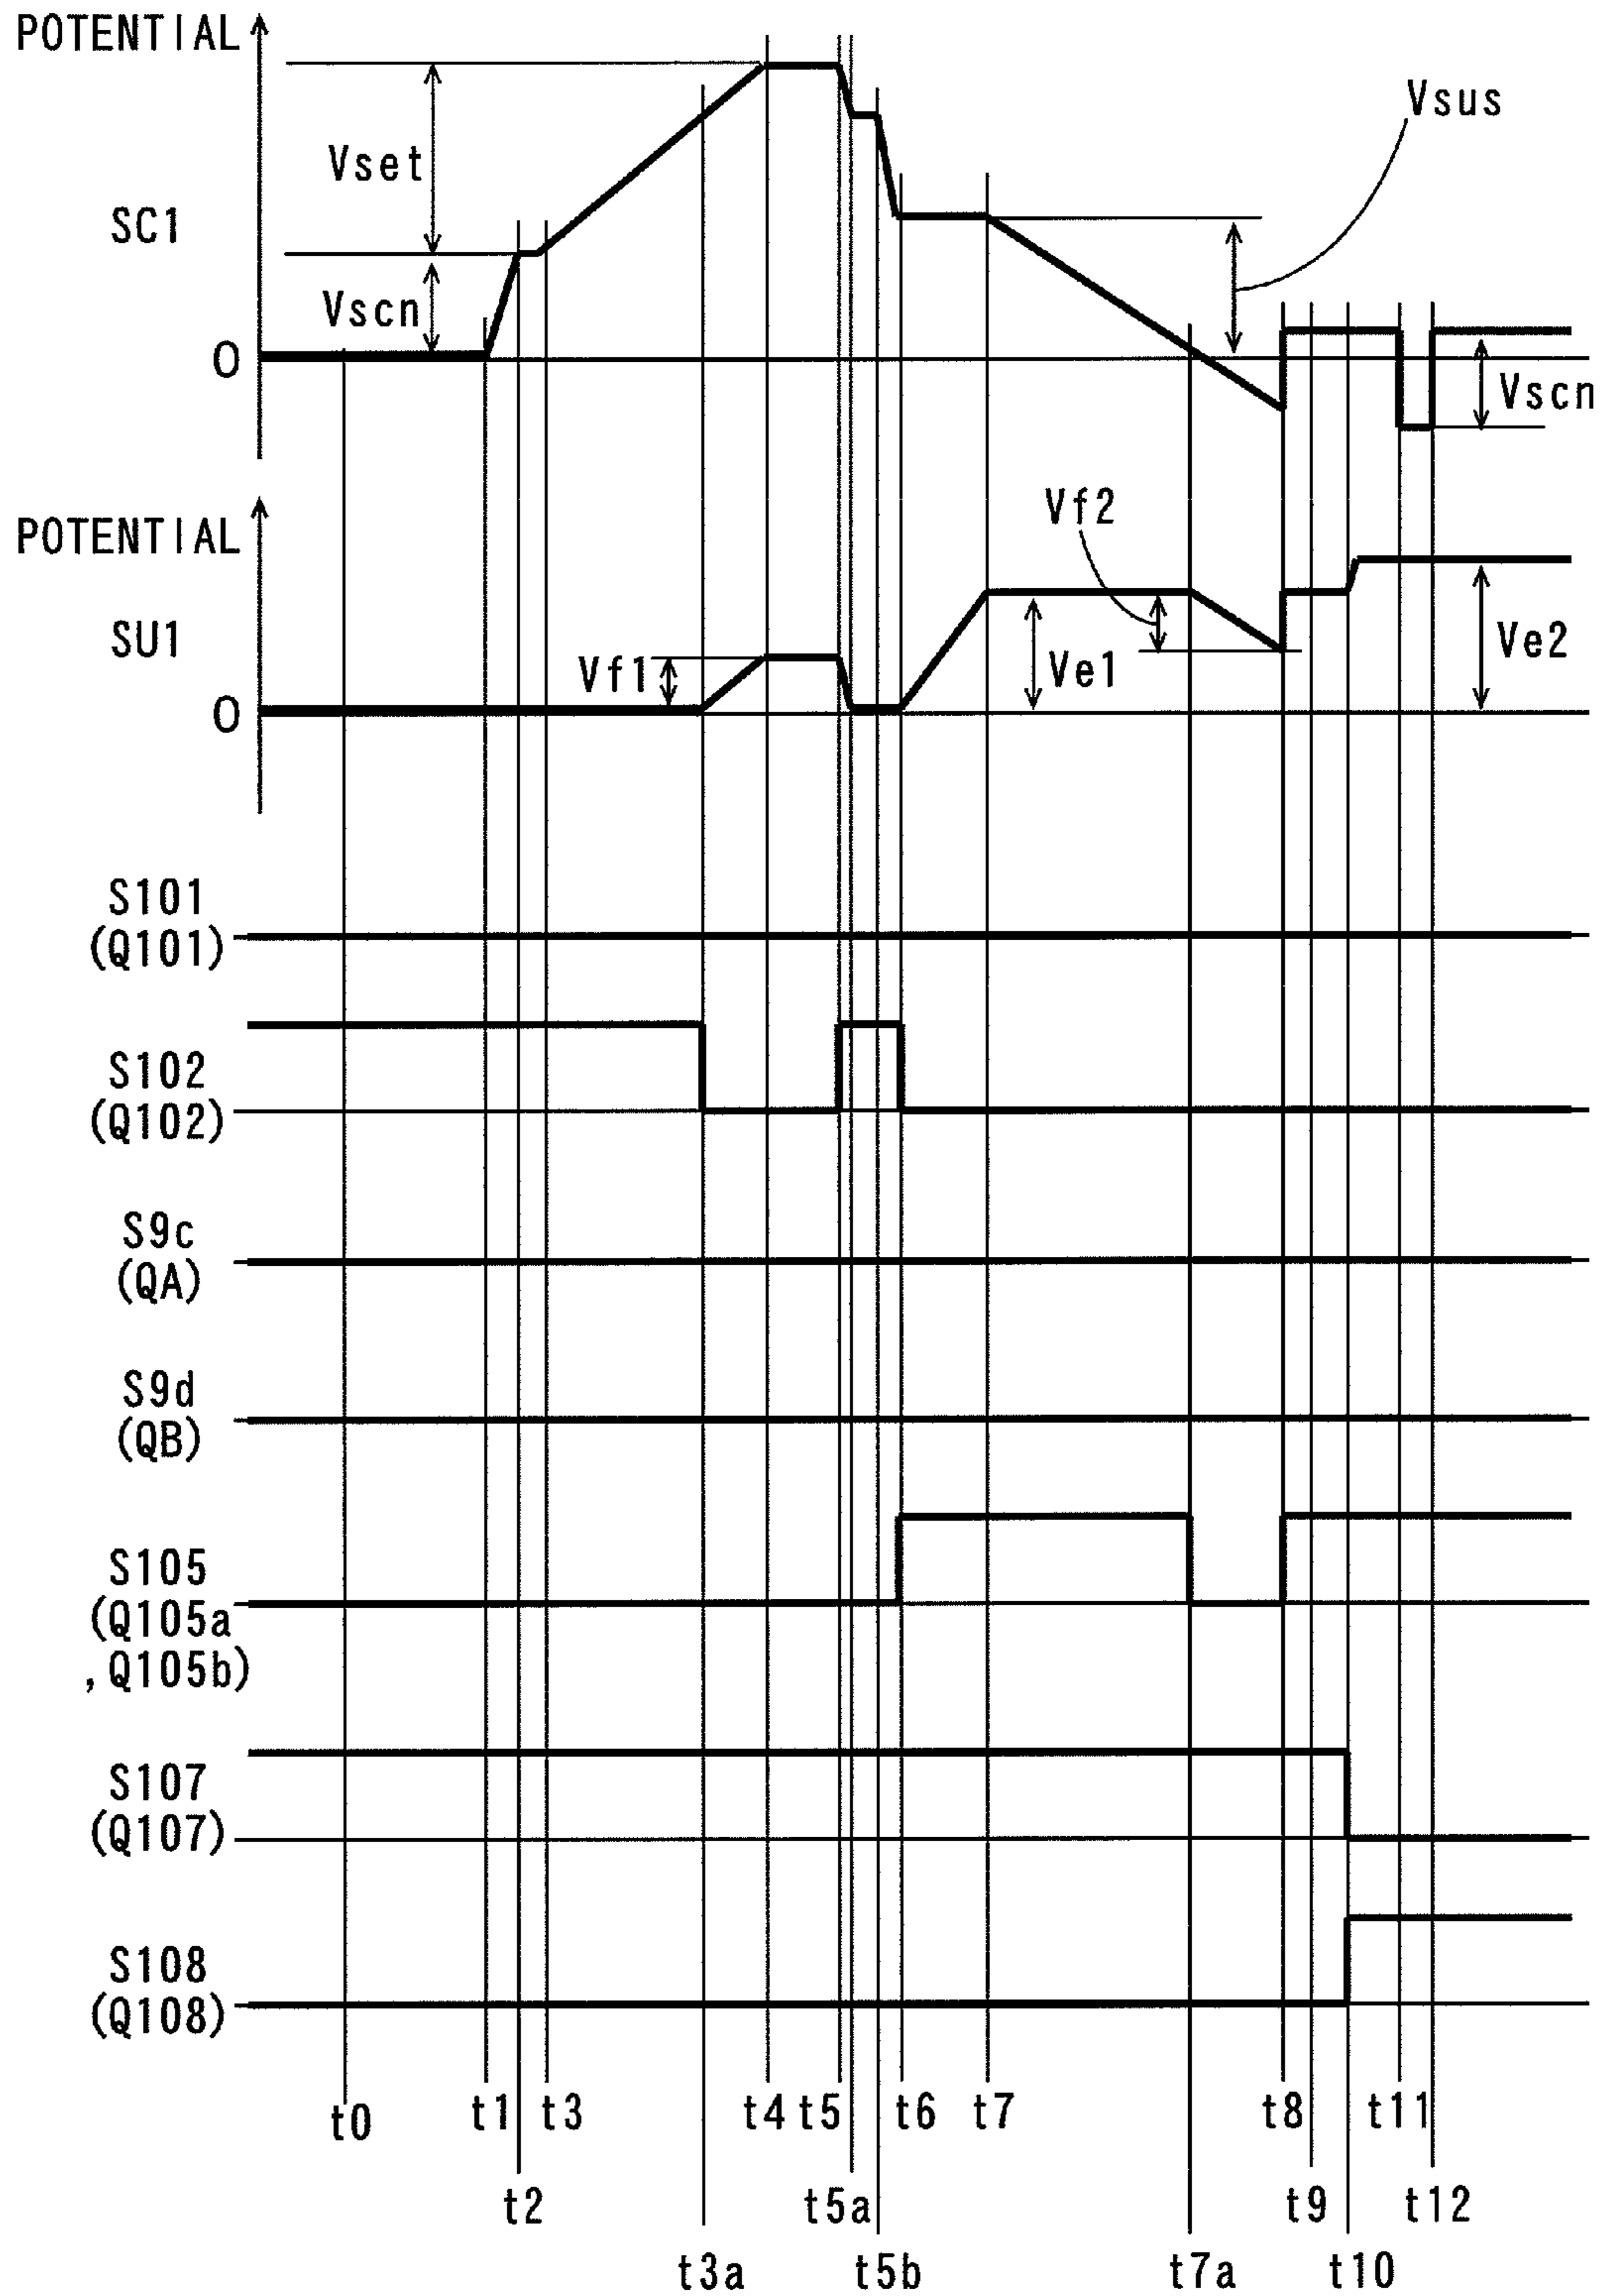 POTENTIAL
Vsus
Vset
SC1
Vscn
0
Vscn
POTENTIAL
Vf2
SU1
Vf1
Ve1
Ve2
0
S101
(Q101)
S102
(Q102)
S9c
(QA)
S9d
(QB)
S105
(Q105a
,Q105b)
S107
(Q107)
S108
(Q108)
t0
t1
t3
t4
t5
t6
t7
t8
t11
t2
t5a
t9
t12
t3a
t5b
t7a
t10